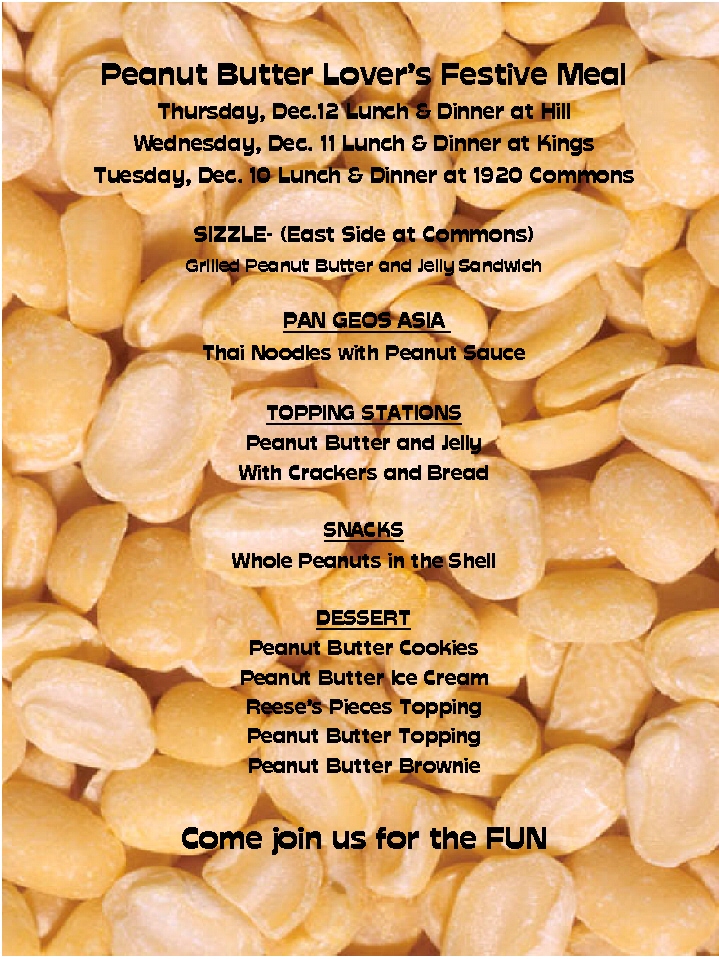 Peanut Butter Lover's Festive Meal
Thursday, Dec.12 Lunch & Dinner at Hill
Wednesday, Dec. 11 Lunch & Dinner at Kings
Tuesday, Dec. 10 Lunch & Dinner at 1920 Commons
SIZZLE- (East Side at Commons)
Grilled Peanut Butter and Jelly Sandwich
PAN GEOS ASIA
Thai Noodles with Peanut Sauce
TOPPING STATIONS
Peanut Butter and Jelly
With Crackers and Bread
SNACKS
Whole Peanuts in the Shell
DESSERT
Peanut Butter Cookies
Peanut Butter Ice Cream
Reese's Pieces Topping
Peanut Butter Topping
Peanut Butter Brownie
Come join us for the FUN